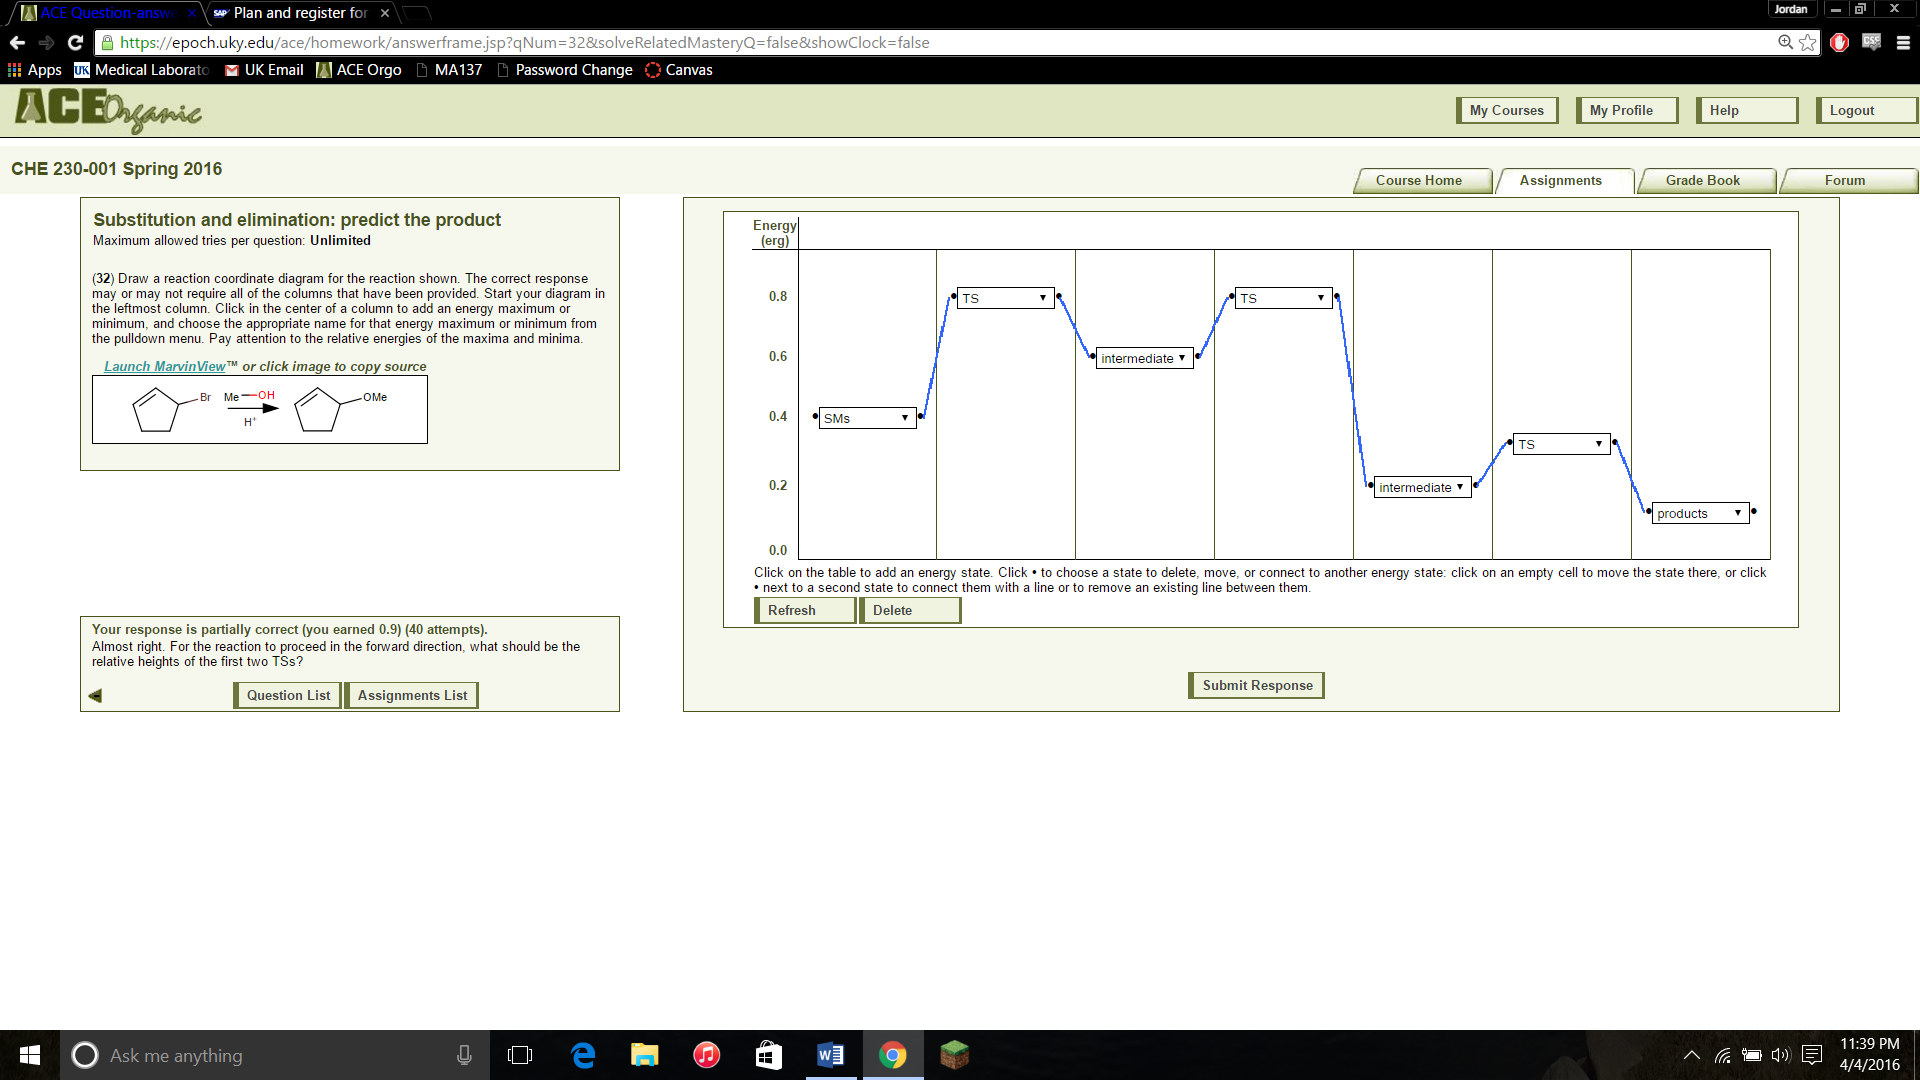 ACE Question-answ
Plan and register for
Jordan
https://epoch.uky.edu/ace/homework/answerframe.jsp?qNum=32&solveRelatedMasteryQ=false&showClock=false
Apps
Medical Laborato
UK Email
ACE Orgo
MA137
Password Change
Canvas
ACEOrganic
My Courses
My Profile
Help
Logout
CHE 230-001 Spring 2016
Course Home
Assignments
Grade Book
Forum
Substitution and elimination: predict the product
Maximum allowed tries per question: Unlimited
(32) Draw a reaction coordinate diagram for the reaction shown. The correct response
may or may not require all of the columns that have been provided. Start your diagram in
the leftmost column. Click in the center of a column to add an energy maximum or
minimum, and choose the appropriate name for that energy maximum or minimum from
the pulldown menu. Pay attention to the relative energies of the maxima and minima.
Launch MarvinView™ or click image to copy source
Br
Me—OH
H+
OMe
Your response is partially correct (you earned 0.9) (40 attempts).
Almost right. For the reaction to proceed in the forward direction, what should be the
relative heights of the first two TSs?
Question List
Assignments List
Energy
(erg)
0.8
0.6
0.4
0.2
0.0
SMs
TS
intermediate
TS
intermediate
TS
products
Click on the table to add an energy state. Click • to choose a state to delete, move, or connect to another energy state: click on an empty cell to move the state there, or click
• next to a second state to connect them with a line or to remove an existing line between them.
Refresh
Delete
Submit Response
Ask me anything
11:39 PM
4/4/2016